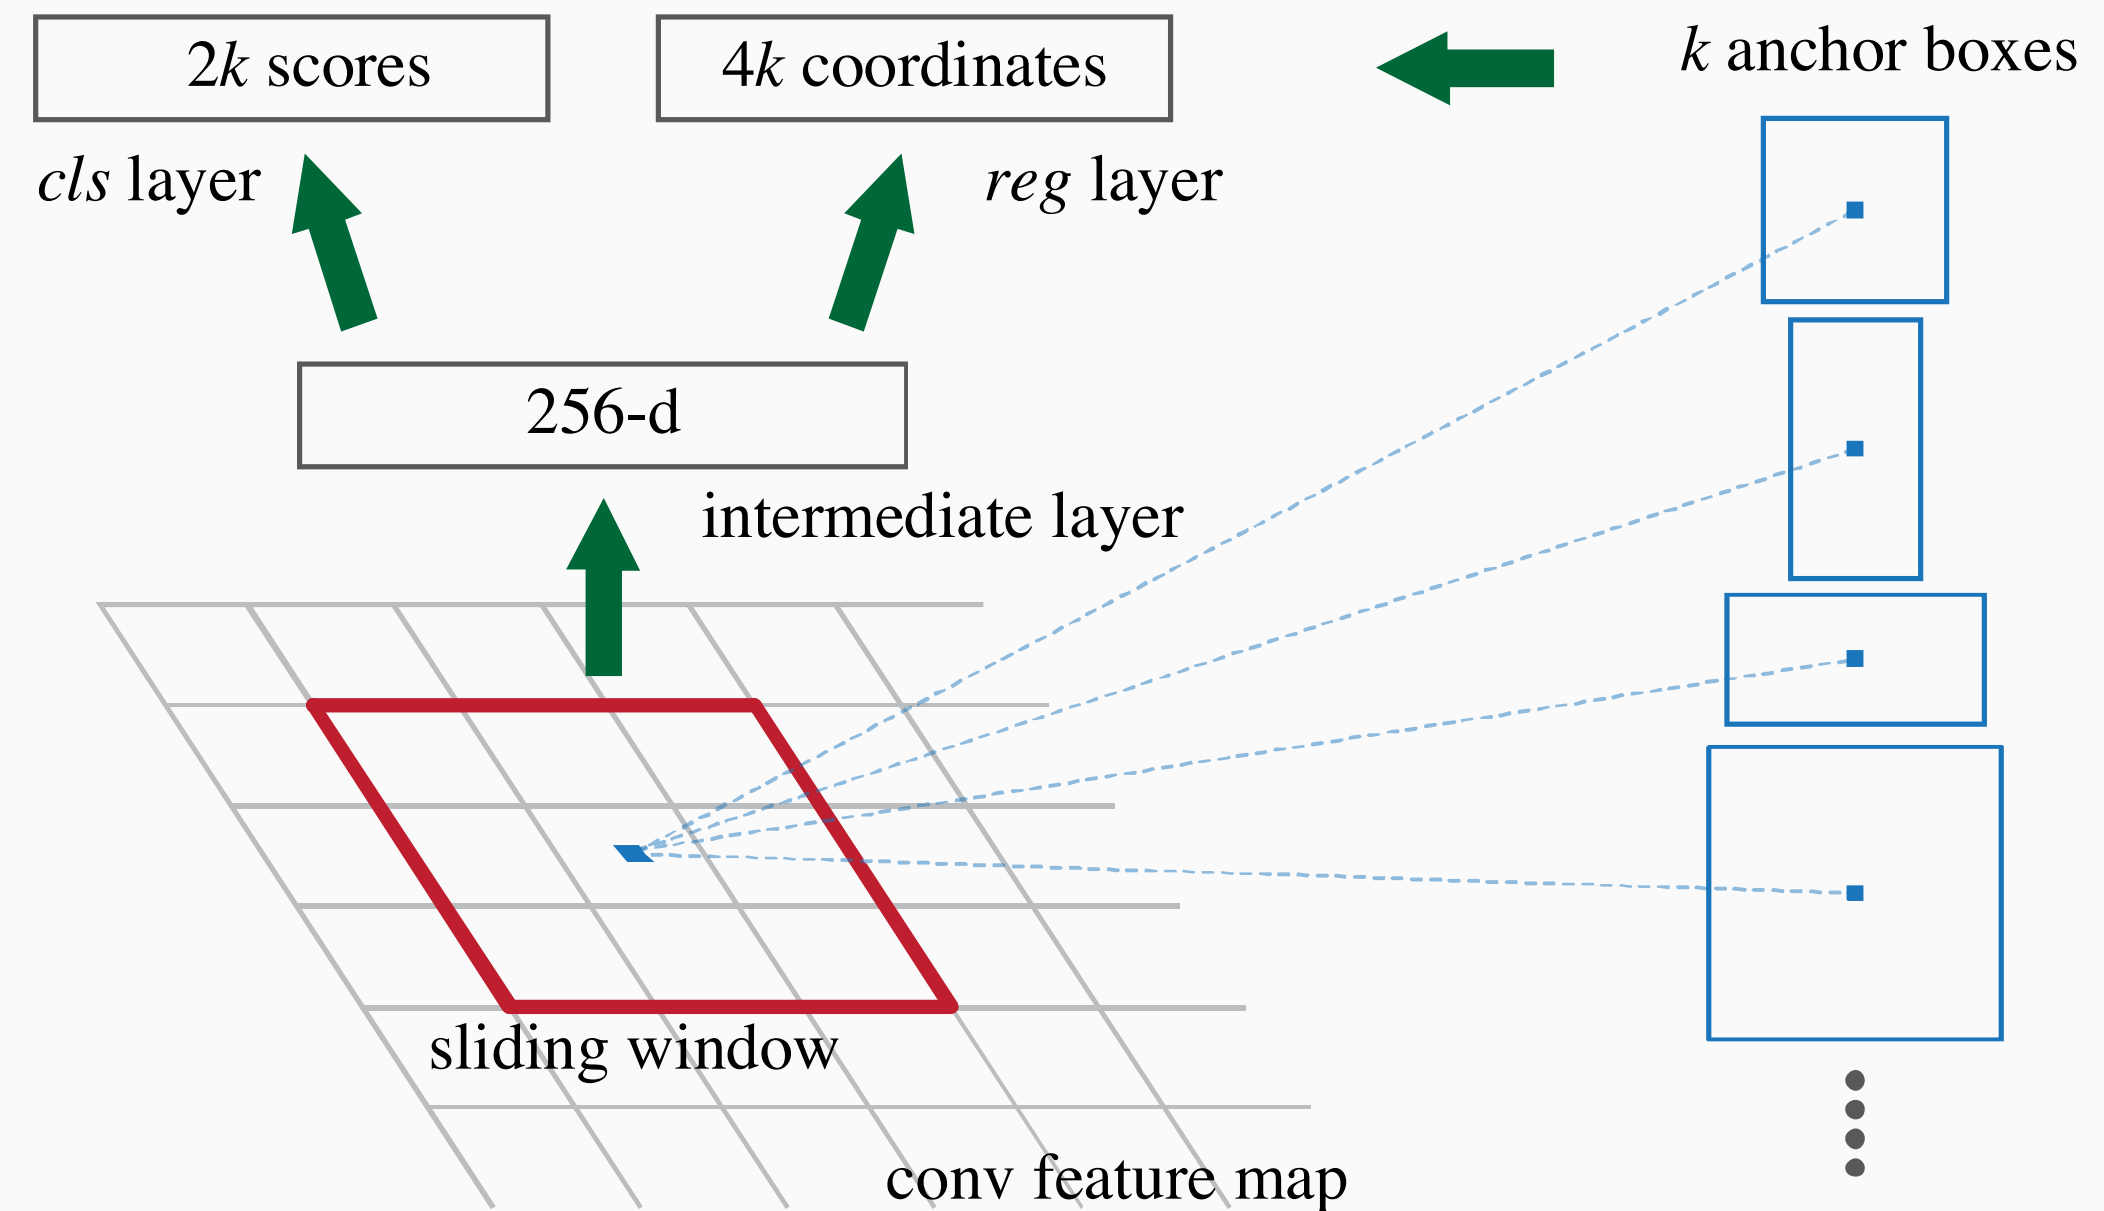 2k scores
4k coordinates
k anchor boxes
cls layer
reg layer
256-d
intermediate layer
sliding window
conv feature map